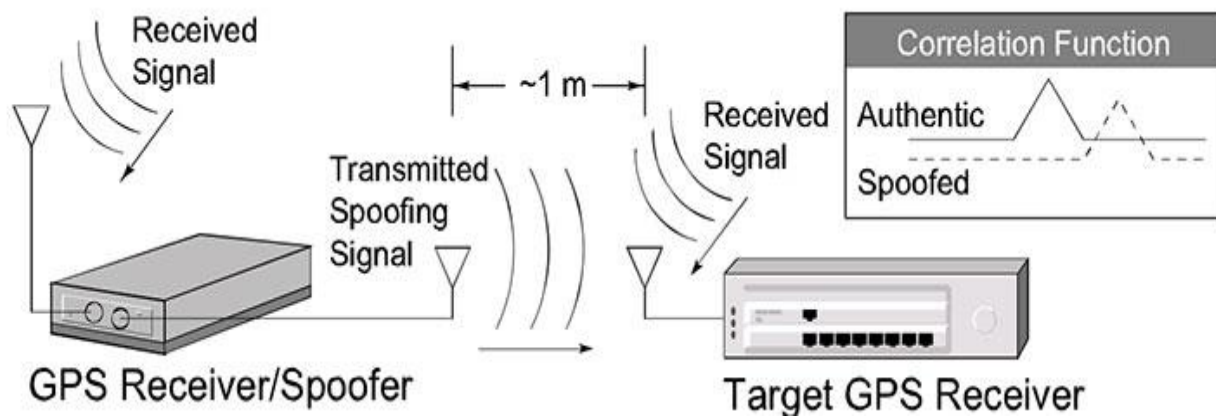 Received
Signal
~1 m
Received
Signal
Transmitted
Spoofing
Signal
Correlation Function
Authentic
Spoofed
GPS Receiver/Spoofer
Target GPS Receiver